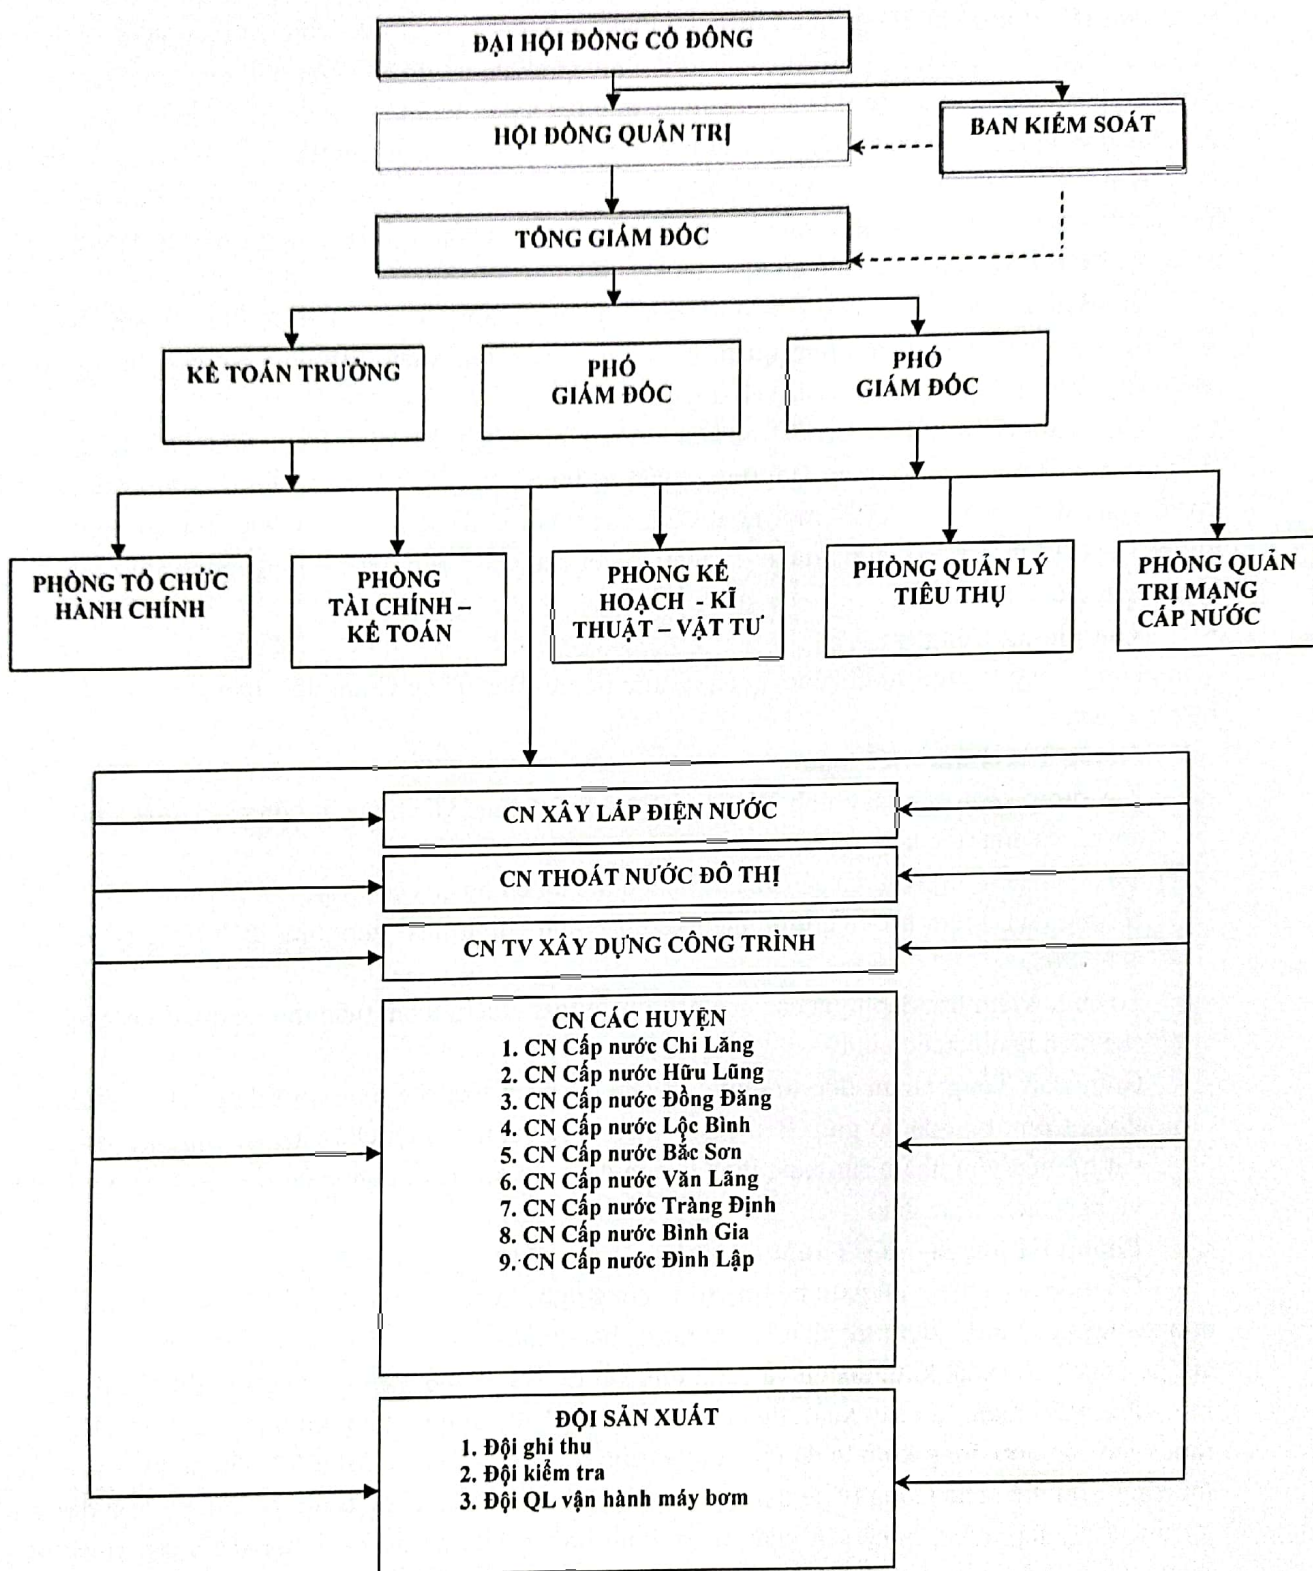 ĐẠI HỘI ĐỒNG CỔ ĐÔNG
HỘI ĐỒNG QUẢN TRỊ
BAN KIỂM SOÁT
TỔNG GIÁM ĐỐC
KẾ TOÁN TRƯỞNG
PHÓ
GIÁM ĐỐC
PHÓ
GIÁM ĐỐC
PHÒNG TỔ CHỨC
HÀNH CHÍNH
PHÒNG
TÀI CHÍNH –
KẾ TOÁN
PHÒNG KẾ
HOẠCH - KĨ
THUẬT – VẬT TƯ
PHÒNG QUẢN LÝ
TIÊU THỤ
PHÒNG QUẢN
TRỊ MẠNG
CẤP NƯỚC
CN XÂY LẮP ĐIỆN NƯỚC
CN THOÁT NƯỚC ĐÔ THỊ
CN TV XÂY DỰNG CÔNG TRÌNH
CN CÁC HUYỆN
1. CN Cấp nước Chi Lăng
2. CN Cấp nước Hữu Lũng
3. CN Cấp nước Đồng Đăng
4. CN Cấp nước Lộc Bình
5. CN Cấp nước Bắc Sơn
6. CN Cấp nước Văn Lãng
7. CN Cấp nước Tràng Định
8. CN Cấp nước Bình Gia
9. CN Cấp nước Đình Lập
ĐỘI SẢN XUẤT
1. Đội ghi thu
2. Đội kiểm tra
3. Đội QL vận hành máy bơm